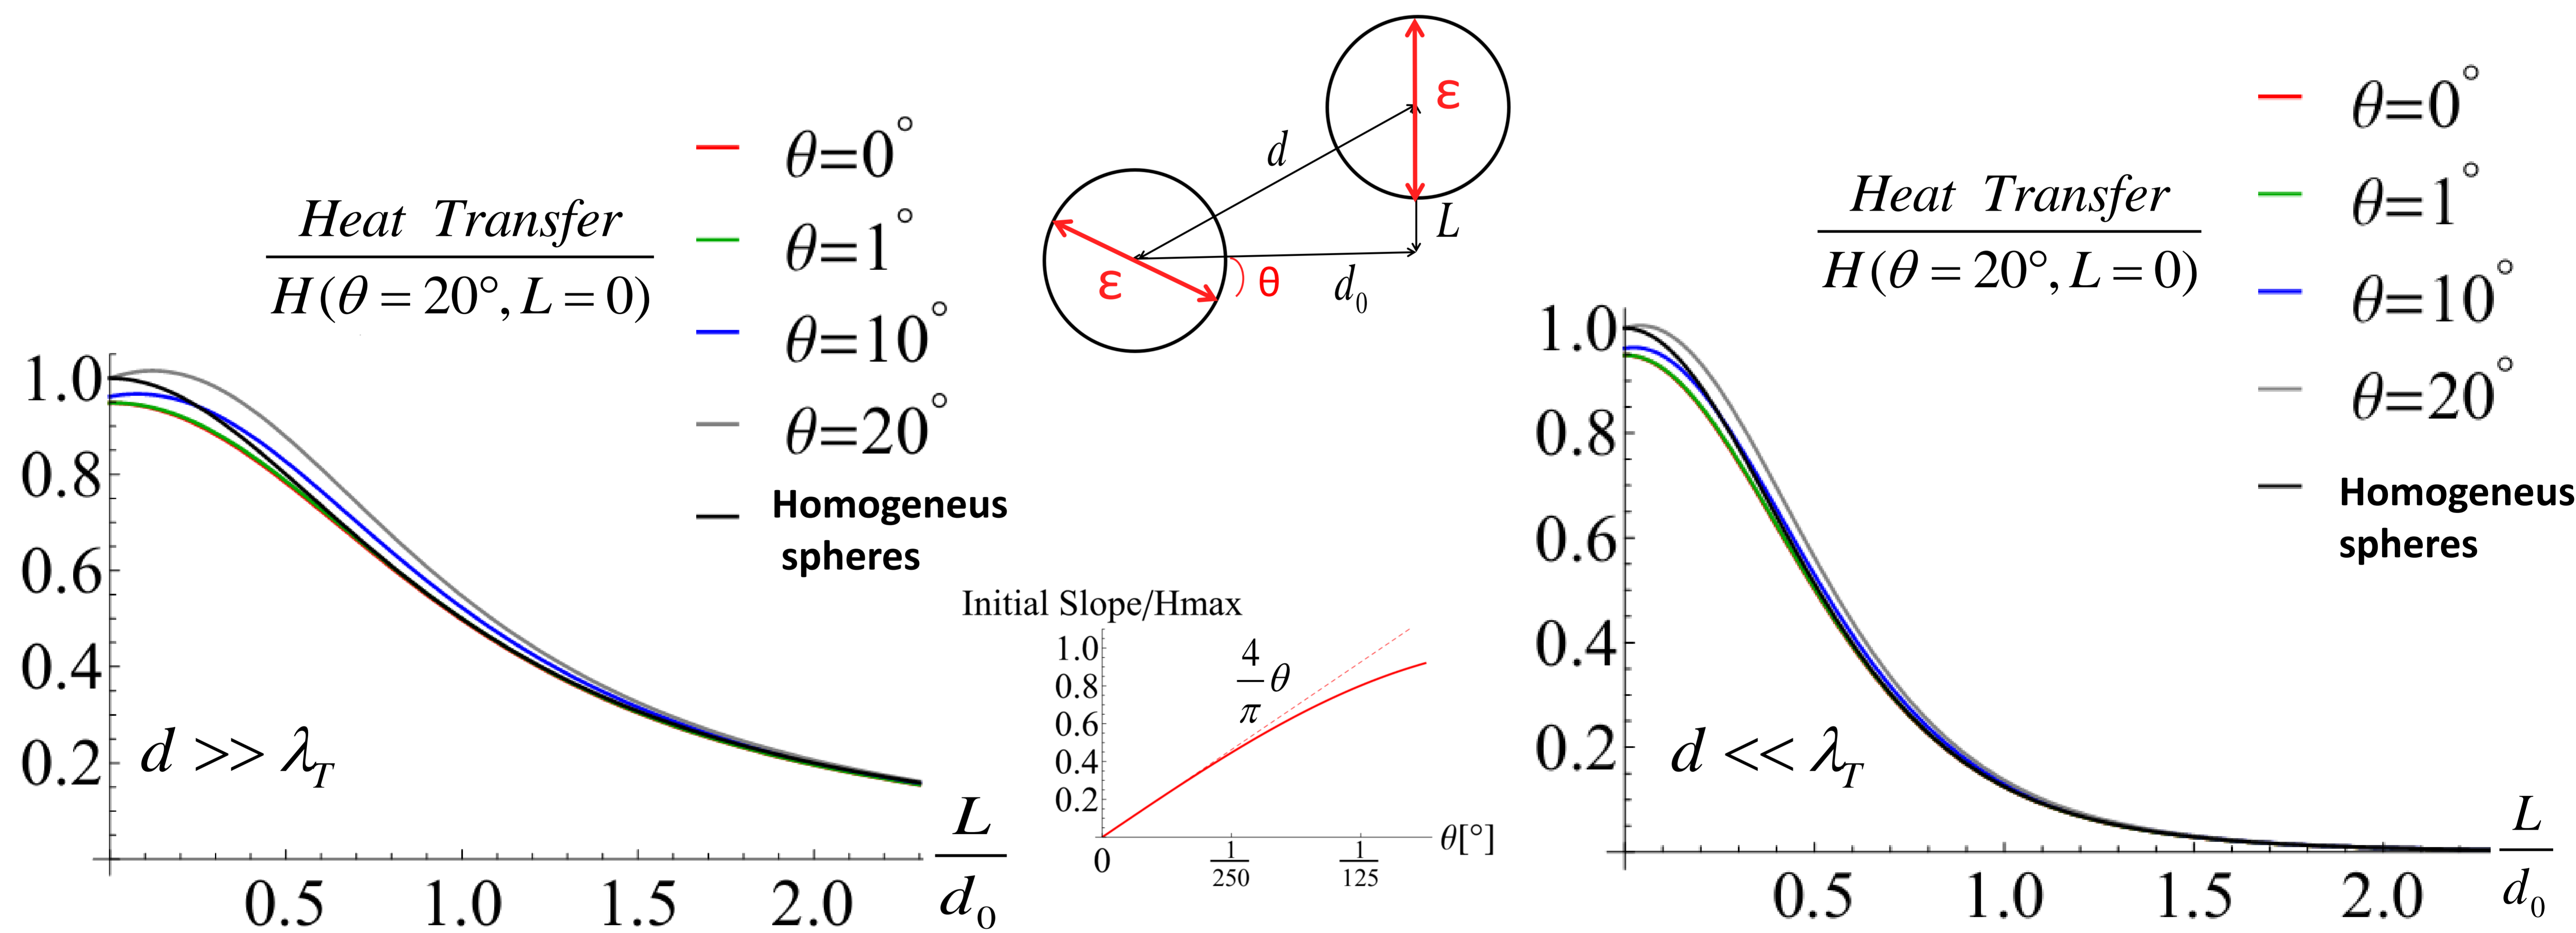 Heat Transfer
H(θ = 20°, L = 0)
θ=0°
θ=1°
θ=10°
θ=20°
Homogeneus
spheres
1.0
0.8
0.6
0.4
0.2
d >> λ_T
0.5
1.0
1.5
2.0
L
d₀
ε
d
L
ε
θ
d₀
Initial Slope/Hmax
1.0
0.8
0.6
0.4
0.2
4
π
θ
0
1
250
1
125
θ[°]
Heat Transfer
H(θ = 20°, L = 0)
θ=0°
θ=1°
θ=10°
θ=20°
Homogeneus
spheres
1.0
0.8
0.6
0.4
0.2
d << λ_T
0.5
1.0
1.5
2.0
L
d₀